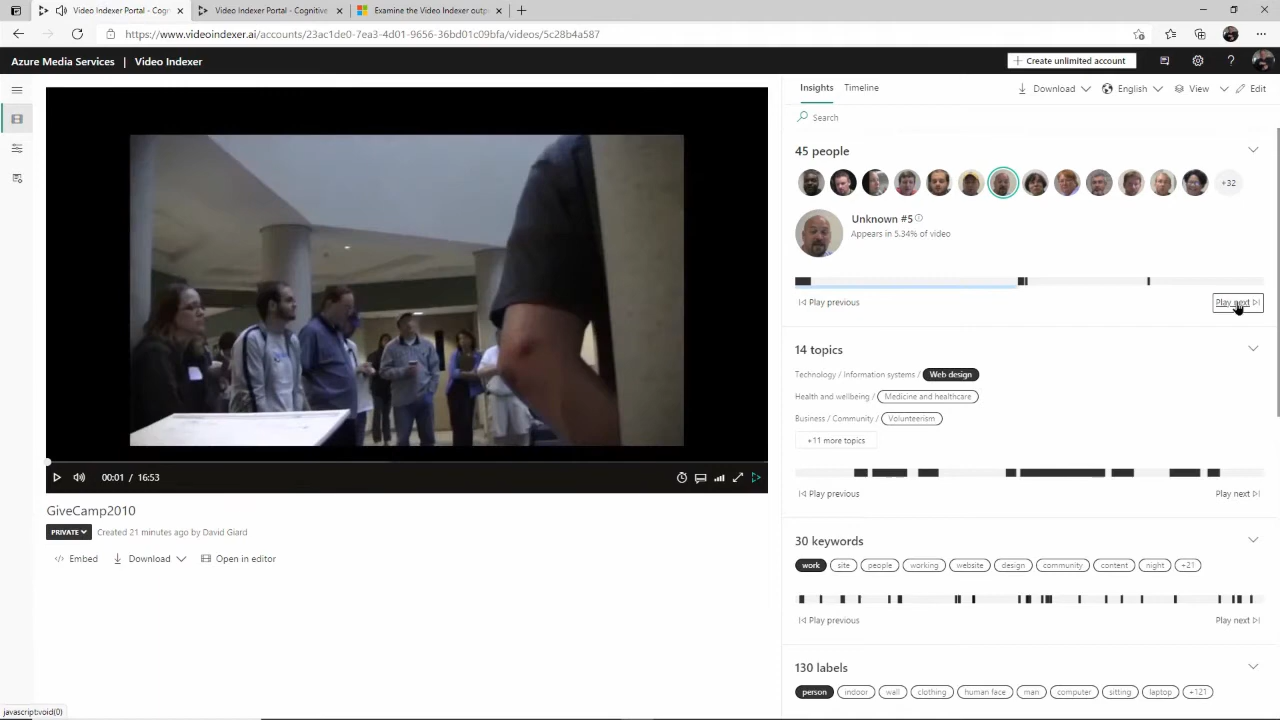 Video Indexer Portal - Cogn
Video Indexer Portal - Cognitive
Examine the Video Indexer outp
https://www.videoindexer.ai/accounts/23ac1de0-7ea3-4d01-9656-36bd01c09bfa/videos/5c28b4a587
Azure Media Services | Video Indexer
Create unlimited account
Insights Timeline
Download English View Edit
Search
45 people
+32
Unknown #5
Appears in 5.34% of video
Play previous Play next
14 topics
Technology / Information systems / Web design
Health and wellbeing / Medicine and healthcare
Business / Community / Volunteerism
+11 more topics
Play previous Play next
00:01 / 16:53
GiveCamp2010
PRIVATE Created 21 minutes ago by David Giard
Embed Download Open in editor
30 keywords
work site people working website design community content night +21
Play previous Play next
130 labels
person indoor wall clothing human face man computer sitting laptop +121
javascript:void(0)